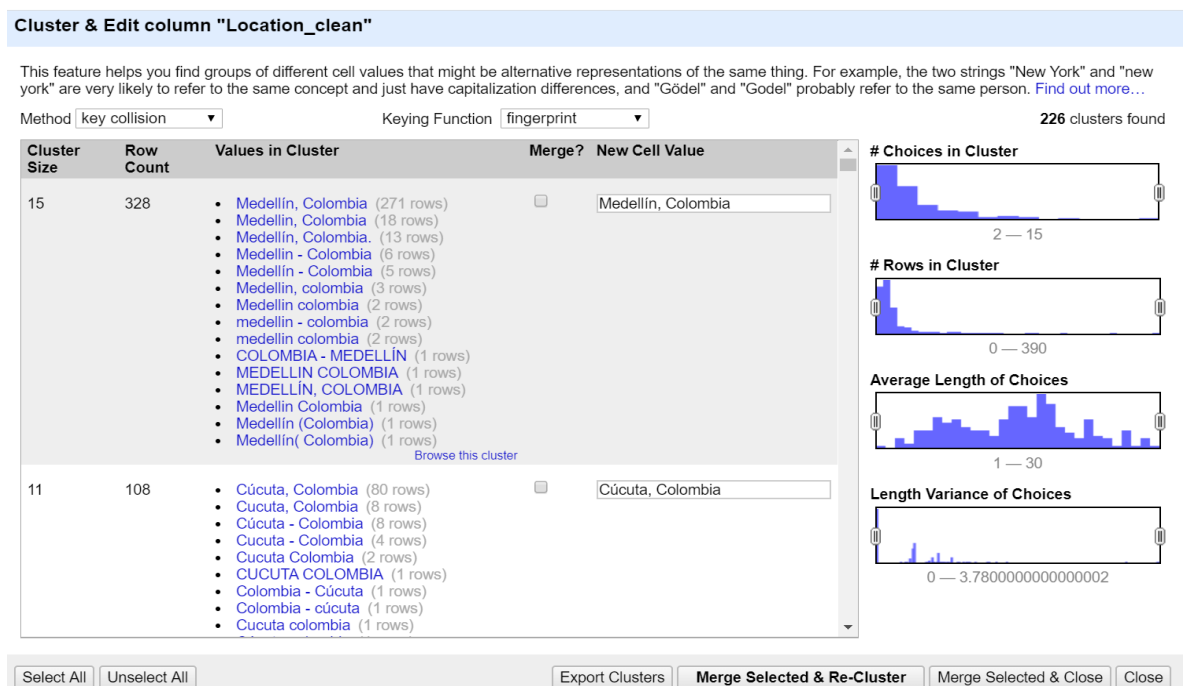 Cluster & Edit column "Location_clean"
This feature helps you find groups of different cell values that might be alternative representations of the same thing. For example, the two strings "New York" and "new
york" are very likely to refer to the same concept and just have capitalization differences, and "Gödel" and "Godel" probably refer to the same person. Find out more…
Method key collision Keying Function fingerprint 226 clusters found
Cluster Size Row Count Values in Cluster Merge? New Cell Value
15 328
Medellín, Colombia (271 rows) Medellín, Colombia
Medellin, Colombia (18 rows)
Medellín, Colombia. (13 rows)
Medellin - Colombia (6 rows)
Medellín - Colombia (5 rows)
Medellin, colombia (3 rows)
Medellin colombia (2 rows)
medellin - colombia (2 rows)
medellin colombia (2 rows)
COLOMBIA - MEDELLÍN (1 rows)
MEDELLIN COLOMBIA (1 rows)
MEDELLÍN, COLOMBIA (1 rows)
Medellin Colombia (1 rows)
Medellín (Colombia) (1 rows)
Medellín( Colombia) (1 rows)
Browse this cluster
11 108
Cúcuta, Colombia (80 rows) Cúcuta, Colombia
Cucuta, Colombia (8 rows)
Cúcuta - Colombia (8 rows)
Cucuta - Colombia (4 rows)
Cucuta Colombia (2 rows)
CUCUTA COLOMBIA (1 rows)
Colombia - Cúcuta (1 rows)
Colombia - cúcuta (1 rows)
Cucuta colombia (1 rows)
# Choices in Cluster
2 — 15
# Rows in Cluster
0 — 390
Average Length of Choices
1 — 30
Length Variance of Choices
0 — 3.7800000000000002
Select All Unselect All Export Clusters Merge Selected & Re-Cluster Merge Selected & Close Close